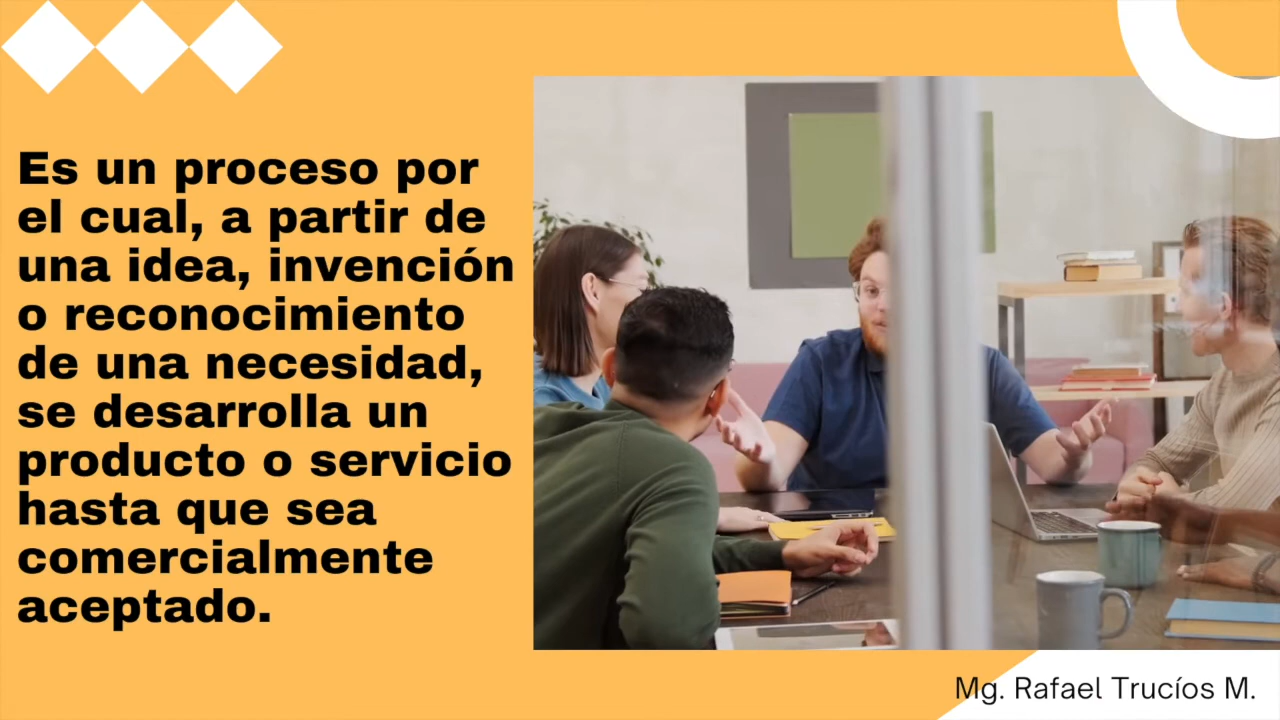 Es un proceso por
el cual, a partir de
una idea, invención
o reconocimiento
de una necesidad,
se desarrolla un
producto o servicio
hasta que sea
comercialmente
aceptado.
Mg. Rafael Trucíos M.